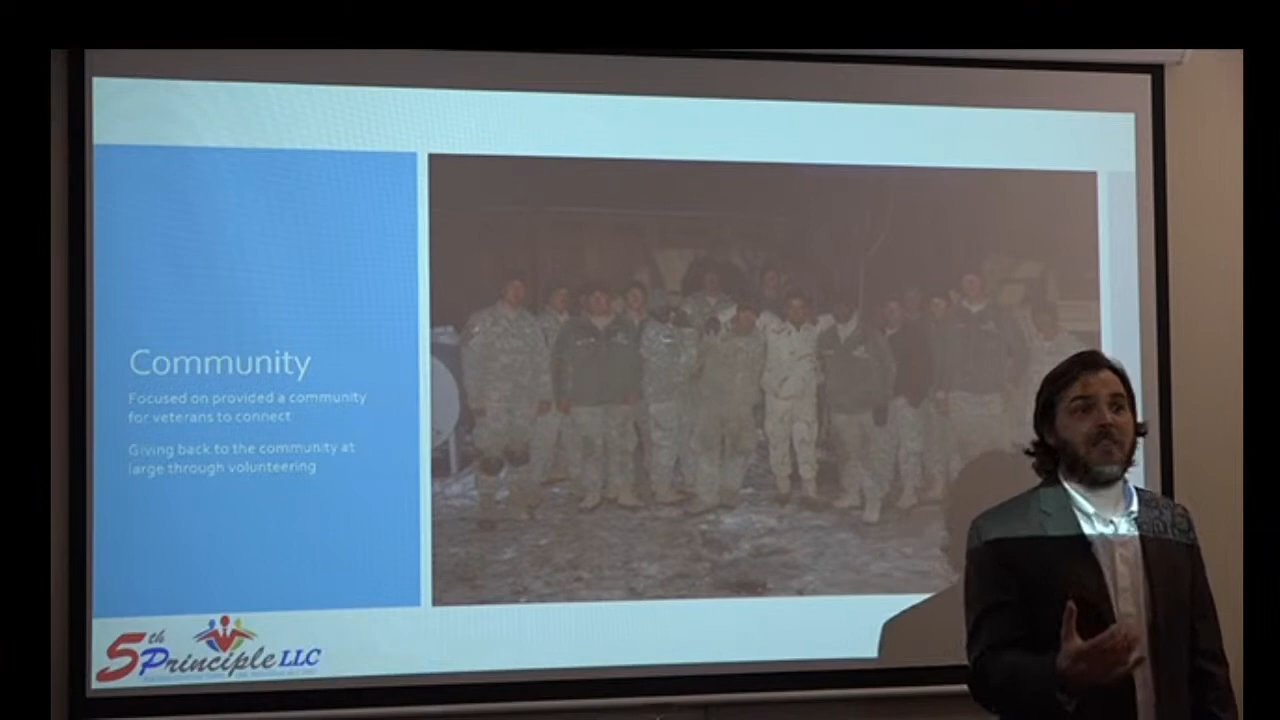 Community
Focused on provided a community
for veterans to connect
Giving back to the community at
large through volunteering
5th
Principle LLC